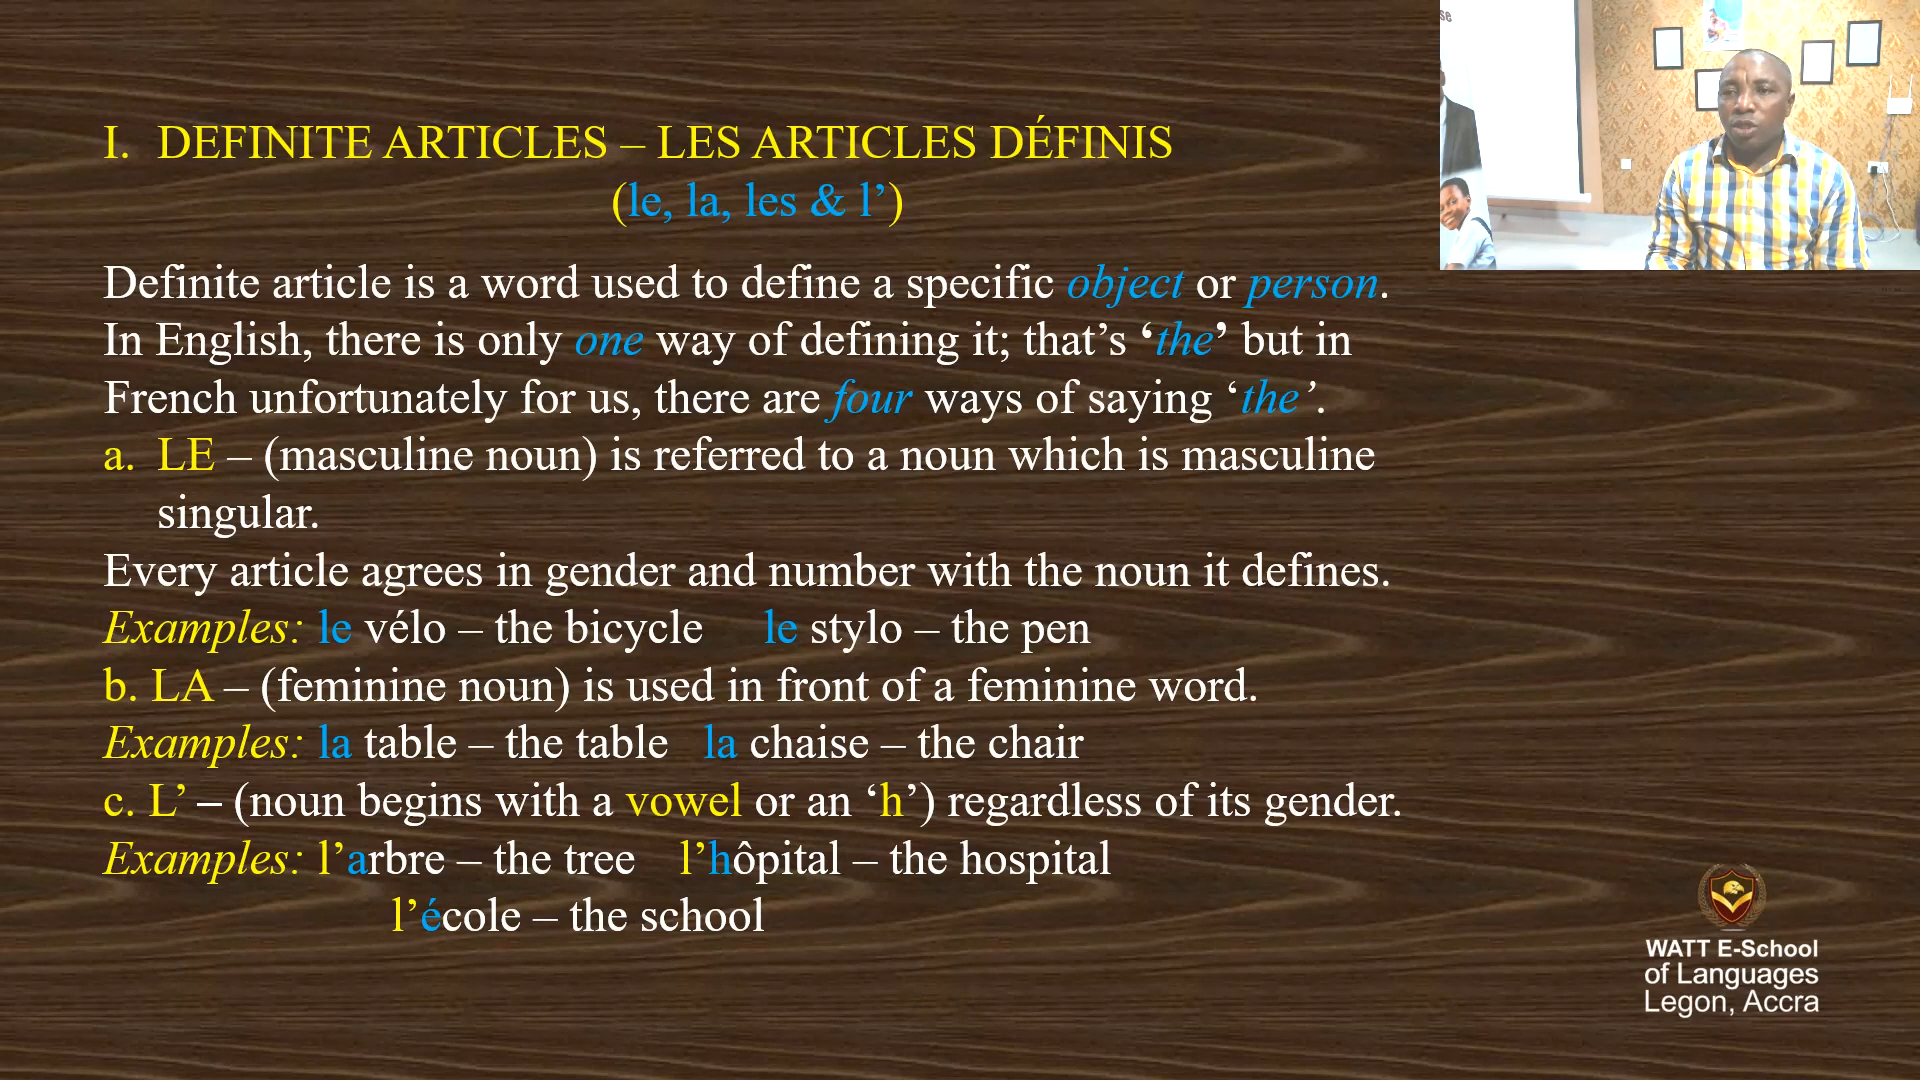 I. DEFINITE ARTICLES – LES ARTICLES DÉFINIS
(le, la, les & l’)
Definite article is a word used to define a specific object or person.
In English, there is only one way of defining it; that’s ‘the’ but in
French unfortunately for us, there are four ways of saying ‘the’.
a. LE – (masculine noun) is referred to a noun which is masculine
singular.
Every article agrees in gender and number with the noun it defines.
Examples: le vélo – the bicycle le stylo – the pen
b. LA – (feminine noun) is used in front of a feminine word.
Examples: la table – the table la chaise – the chair
c. L’ – (noun begins with a vowel or an ‘h’) regardless of its gender.
Examples: l’arbre – the tree l’hôpital – the hospital
l’école – the school
se
WATT E-School
of Languages
Legon, Accra